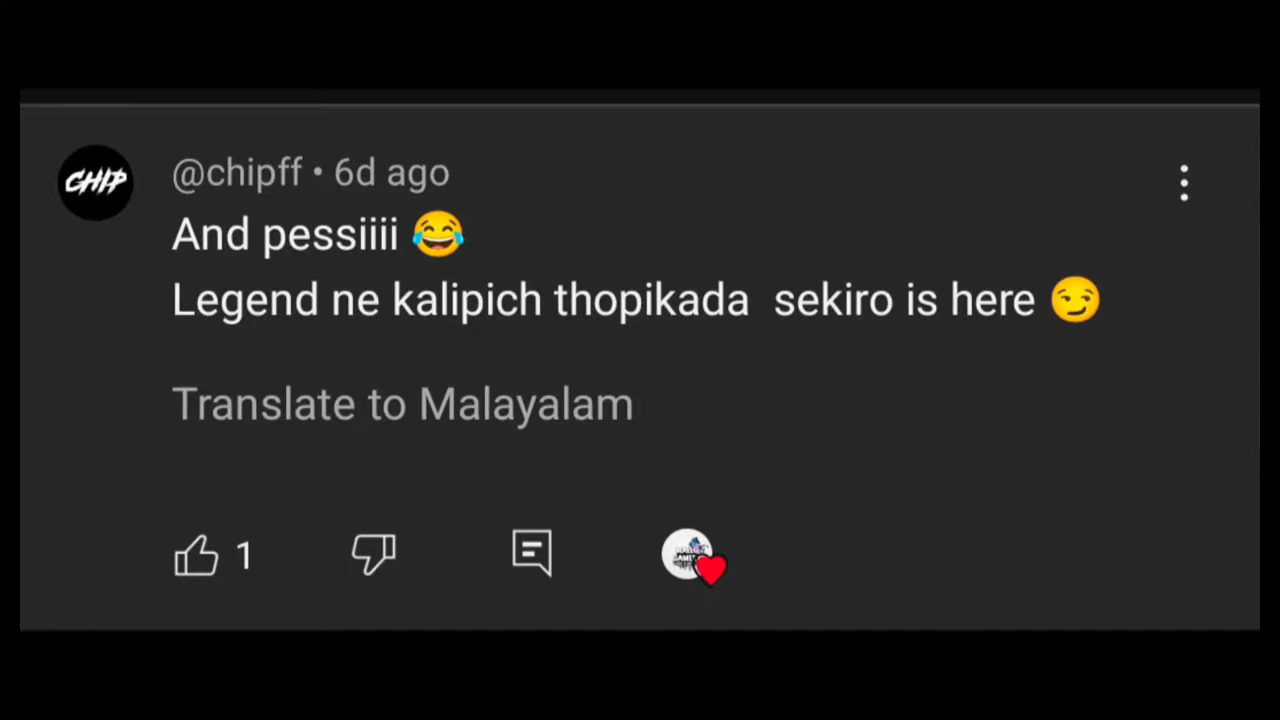 CHIP
@chipff • 6d ago
And pessiiii 😂
Legend ne kalipich thopikada  sekiro is here 😏
Translate to Malayalam
1